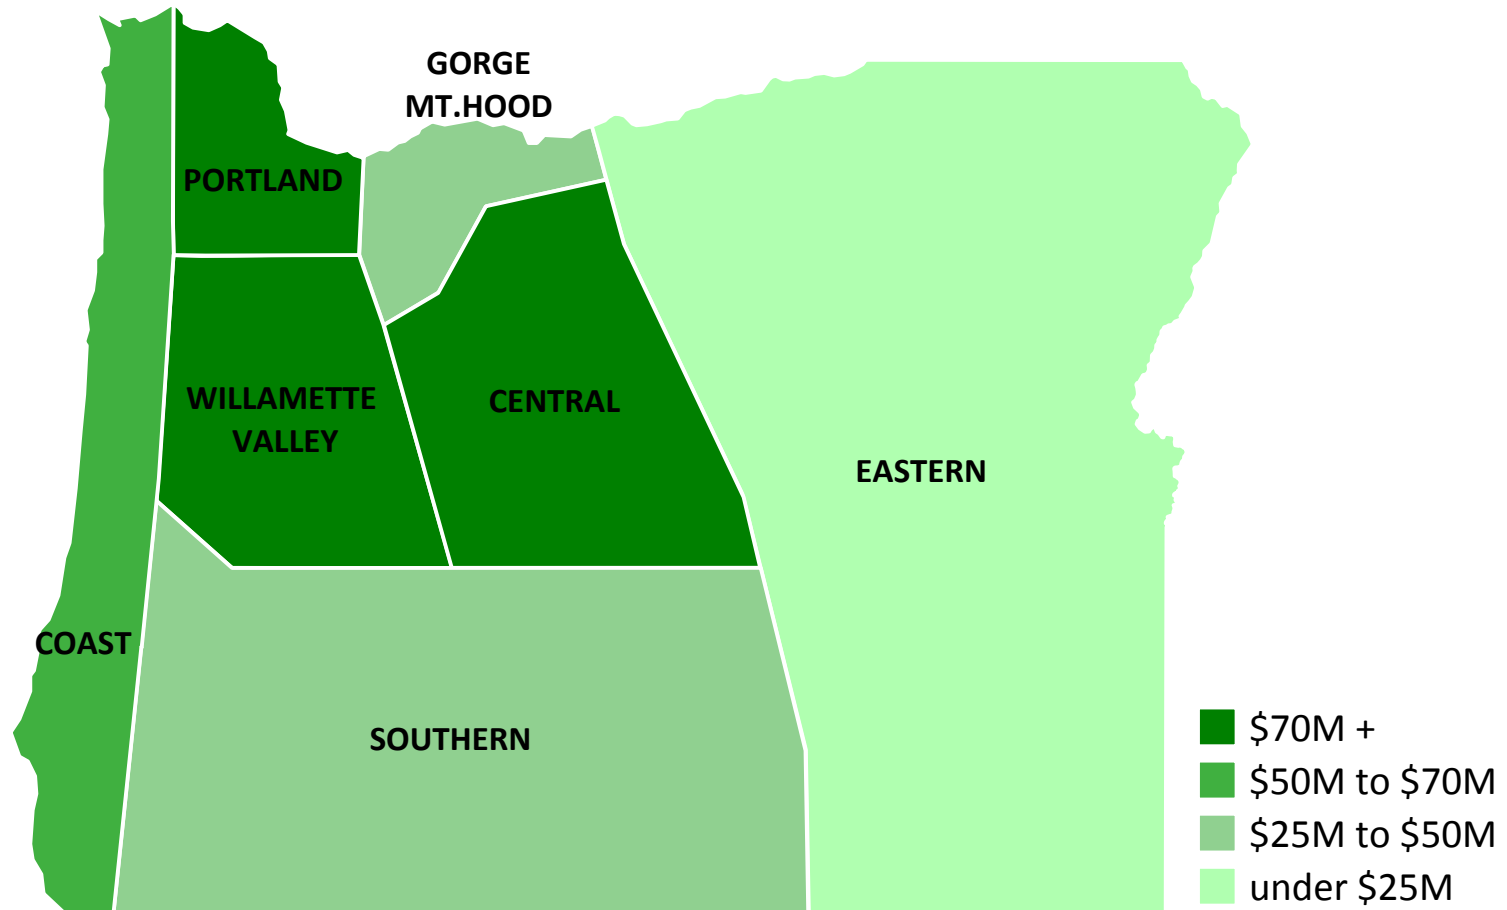 GORGE
MT.HOOD
PORTLAND
WILLAMETTE
VALLEY
CENTRAL
EASTERN
COAST
SOUTHERN
$70M +
$50M to $70M
$25M to $50M
under $25M